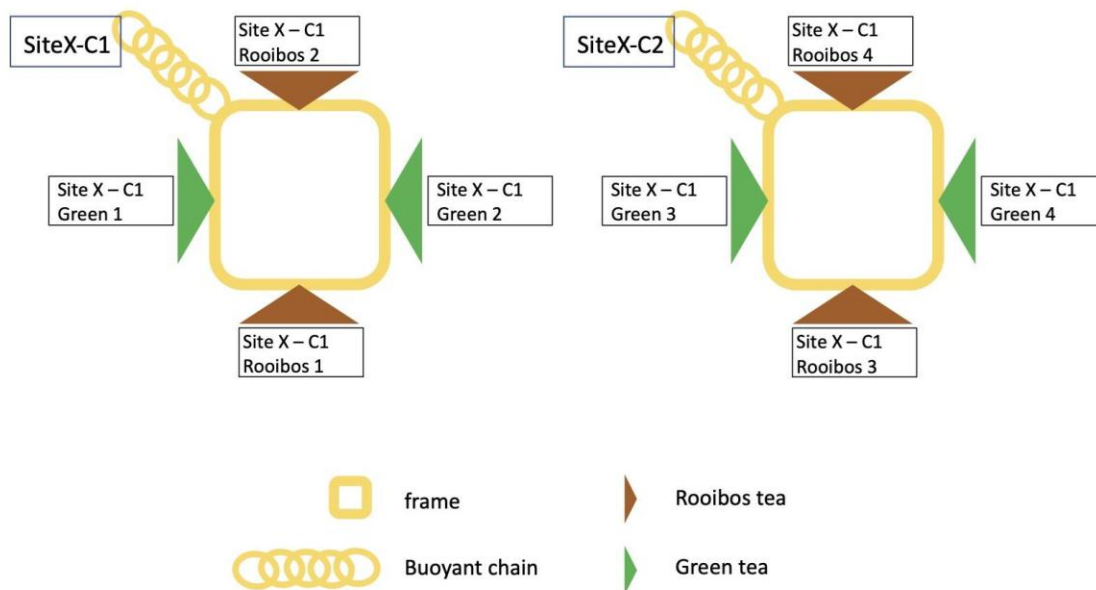 SiteX-C1
Site X – C1
Rooibos 2
Site X – C1
Green 1
Site X – C1
Green 2
Site X – C1
Rooibos 1
SiteX-C2
Site X – C1
Rooibos 4
Site X – C1
Green 3
Site X – C1
Green 4
Site X – C1
Rooibos 3
frame
Rooibos tea
Buoyant chain
Green tea